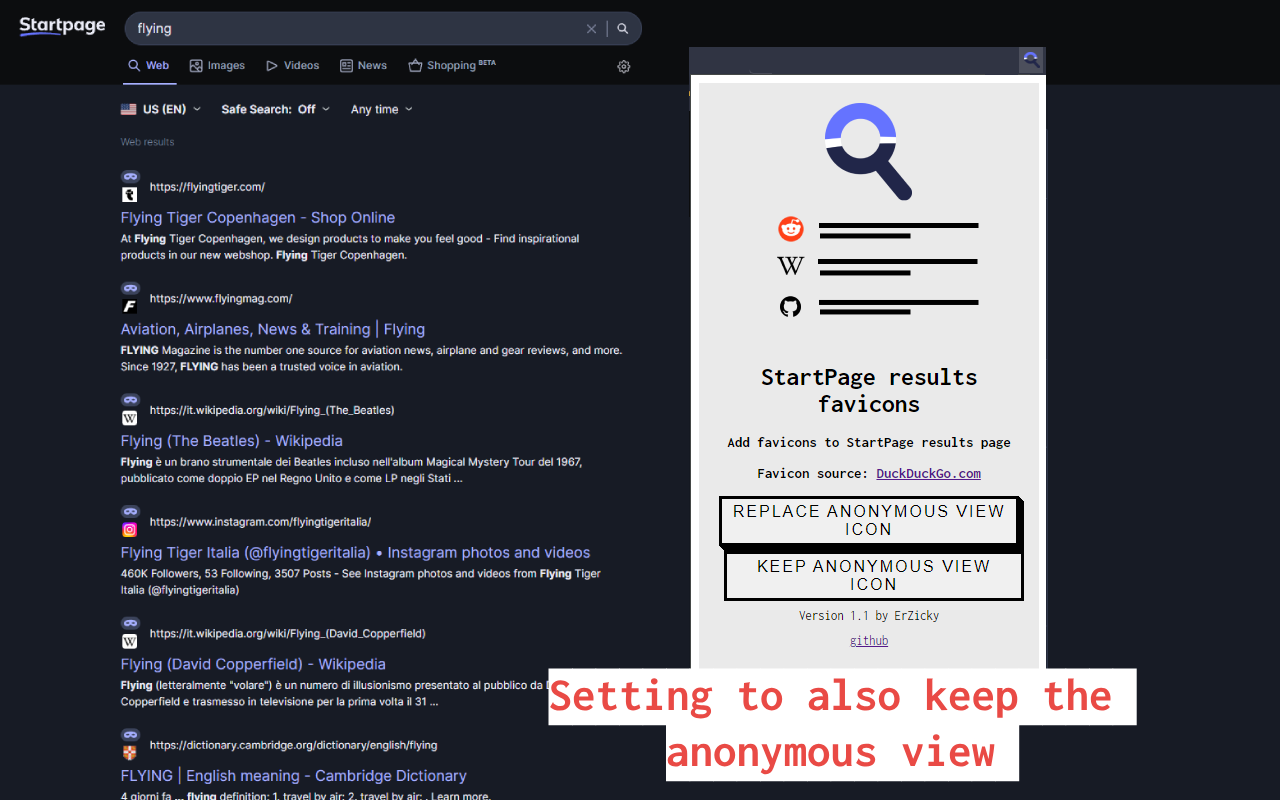 Startpage
flying
Web
Images
Videos
News
Shopping BETA
US (EN)
Safe Search: Off
Any time
Web results
https://flyingtiger.com/
Flying Tiger Copenhagen - Shop Online
At Flying Tiger Copenhagen, we design products to make you feel good - Find inspirational
products in our new webshop. Flying Tiger Copenhagen.
https://www.flyingmag.com/
Aviation, Airplanes, News & Training | Flying
FLYING Magazine is the number one source for aviation news, airplane and gear reviews, and more.
Since 1927, FLYING has been a trusted voice in aviation.
https://it.wikipedia.org/wiki/Flying_(The_Beatles)
Flying (The Beatles) - Wikipedia
Flying è un brano strumentale dei Beatles incluso nell'album Magical Mystery Tour del 1967,
pubblicato come doppio EP nel Regno Unito e come LP negli Stati ...
https://www.instagram.com/flyingtigeritalia/
Flying Tiger Italia (@flyingtigeritalia) • Instagram photos and videos
460K Followers, 53 Following, 3507 Posts - See Instagram photos and videos from Flying Tiger
Italia (@flyingtigeritalia)
https://it.wikipedia.org/wiki/Flying_(David_Copperfield)
Flying (David Copperfield) - Wikipedia
Flying (letteralmente "volare") è un numero di illusionismo presentato al pubblico da
Copperfield e trasmesso in televisione per la prima volta il 31 ...
https://dictionary.cambridge.org/dictionary/english/flying
FLYING | English meaning - Cambridge Dictionary
4 giorni fa ... flying definition: 1. travel by air: 2. travel by air: . Learn more.
W
StartPage results
favicons
Add favicons to StartPage results page
Favicon source: DuckDuckGo.com
REPLACE ANONYMOUS VIEW
ICON
KEEP ANONYMOUS VIEW
ICON
Version 1.1 by ErZicky
github
Setting to also keep the
anonymous view